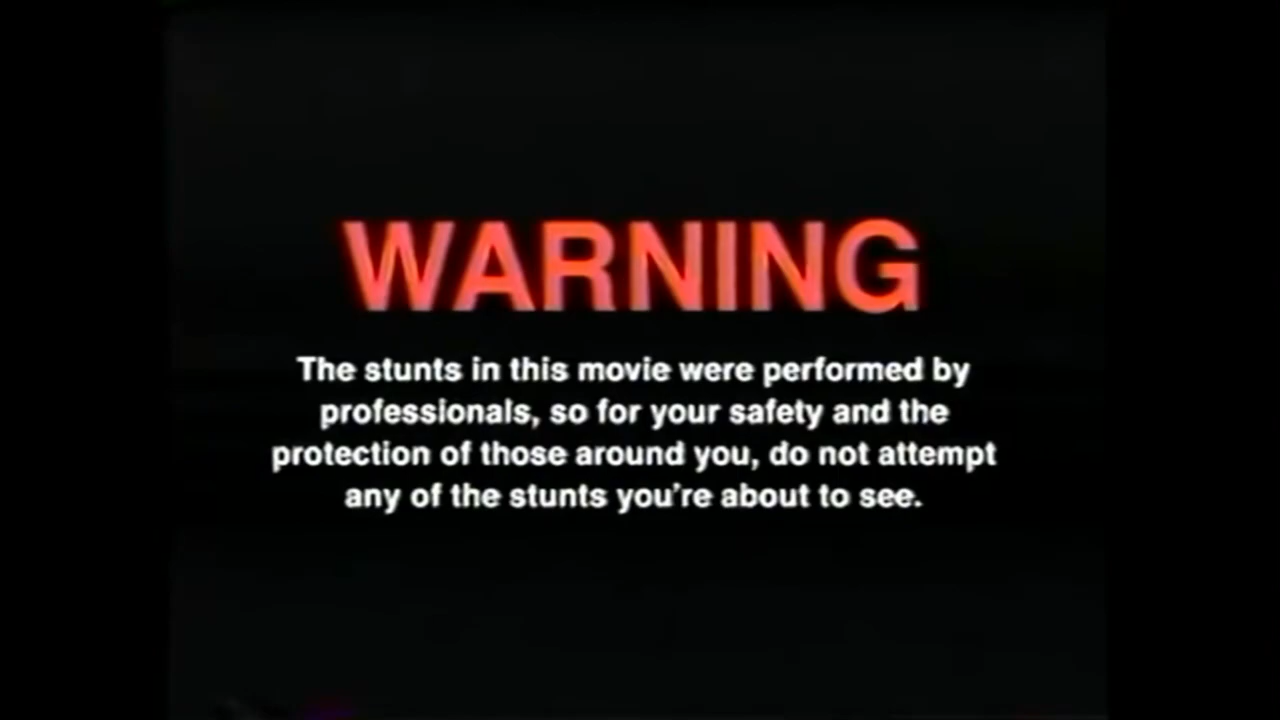 WARNING
The stunts in this movie were performed by
professionals, so for your safety and the
protection of those around you, do not attempt
any of the stunts you're about to see.